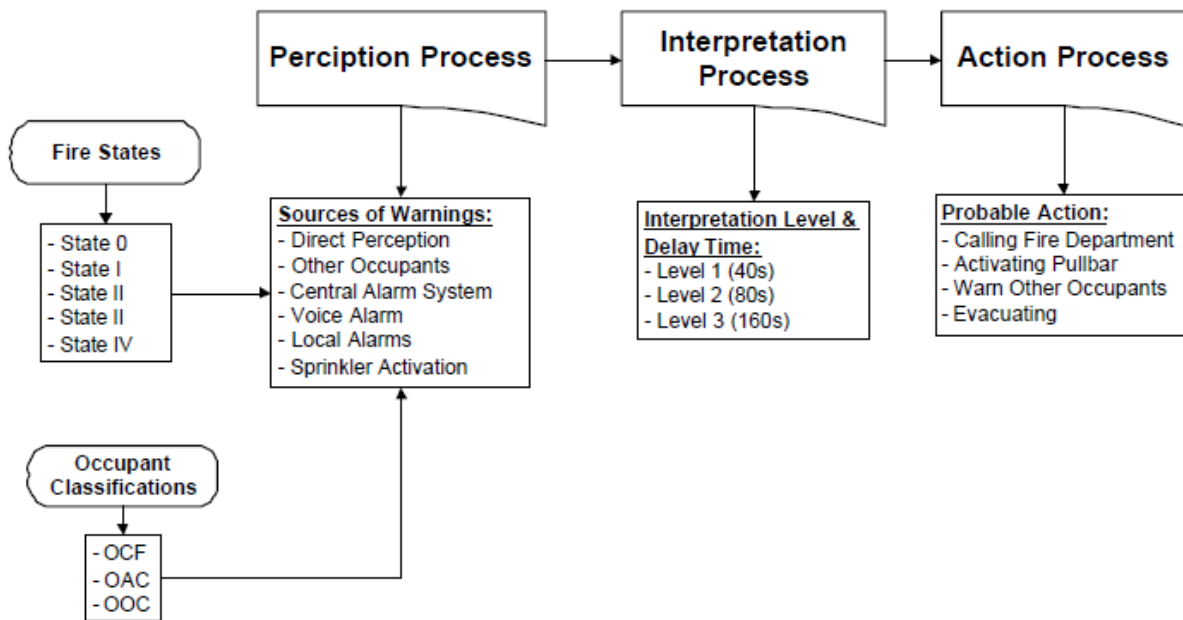 Perciption Process
Interpretation
Process
Action Process
Fire States
- State 0
- State I
- State II
- State II
- State IV
Sources of Warnings:
- Direct Perception
- Other Occupants
- Central Alarm System
- Voice Alarm
- Local Alarms
- Sprinkler Activation
Interpretation Level &
Delay Time:
- Level 1 (40s)
- Level 2 (80s)
- Level 3 (160s)
Probable Action:
- Calling Fire Department
- Activating Pullbar
- Warn Other Occupants
- Evacuating
Occupant
Classifications
- OCF
- OAC
- OOC